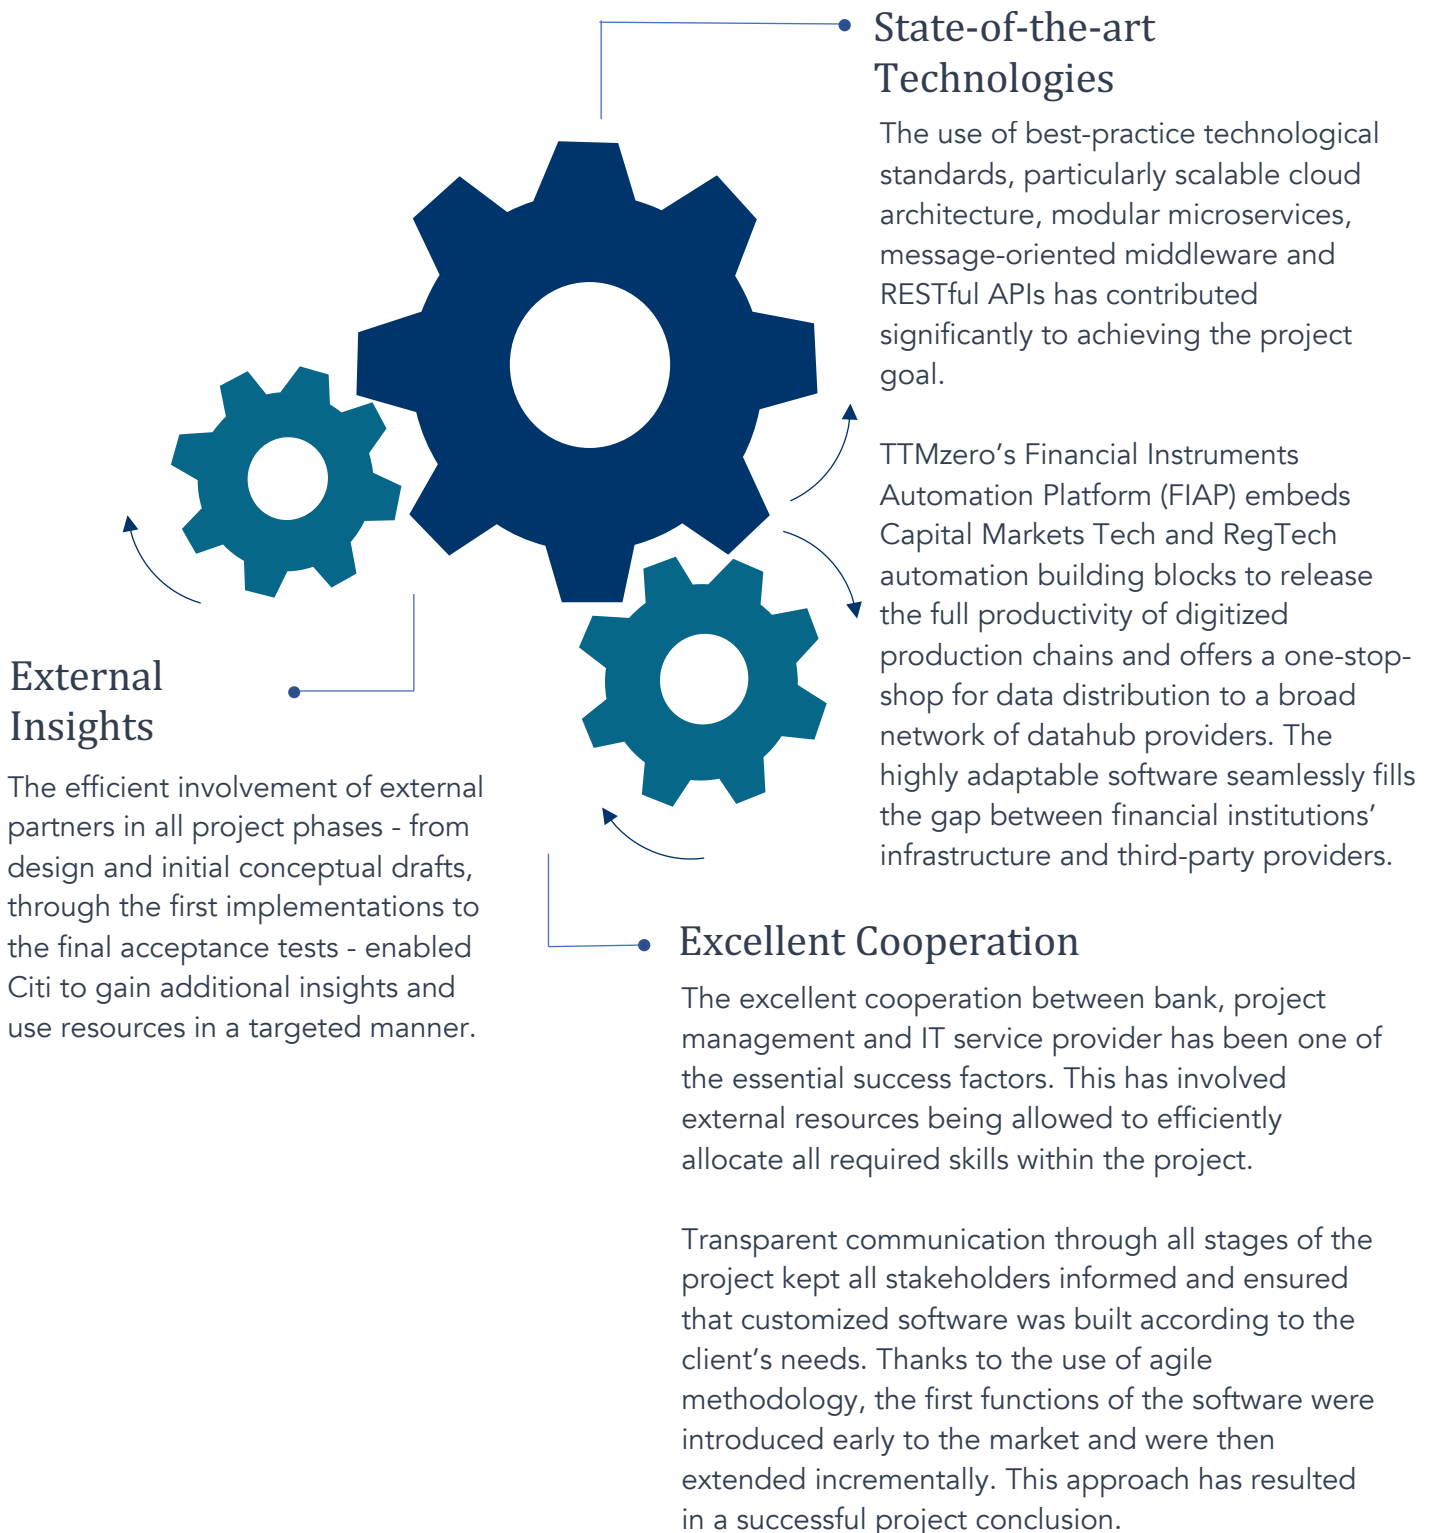 State-of-the-art
Technologies
The use of best-practice technological
standards, particularly scalable cloud
architecture, modular microservices,
message-oriented middleware and
RESTful APIs has contributed
significantly to achieving the project
goal.
TTMzero’s Financial Instruments
Automation Platform (FIAP) embeds
Capital Markets Tech and RegTech
automation building blocks to release
the full productivity of digitized
production chains and offers a one-stop-
shop for data distribution to a broad
network of datahub providers. The
highly adaptable software seamlessly fills
the gap between financial institutions’
infrastructure and third-party providers.
External
Insights
The efficient involvement of external
partners in all project phases - from
design and initial conceptual drafts,
through the first implementations to
the final acceptance tests - enabled
Citi to gain additional insights and
use resources in a targeted manner.
Excellent Cooperation
The excellent cooperation between bank, project
management and IT service provider has been one of
the essential success factors. This has involved
external resources being allowed to efficiently
allocate all required skills within the project.
Transparent communication through all stages of the
project kept all stakeholders informed and ensured
that customized software was built according to the
client’s needs. Thanks to the use of agile
methodology, the first functions of the software were
introduced early to the market and were then
extended incrementally. This approach has resulted
in a successful project conclusion.